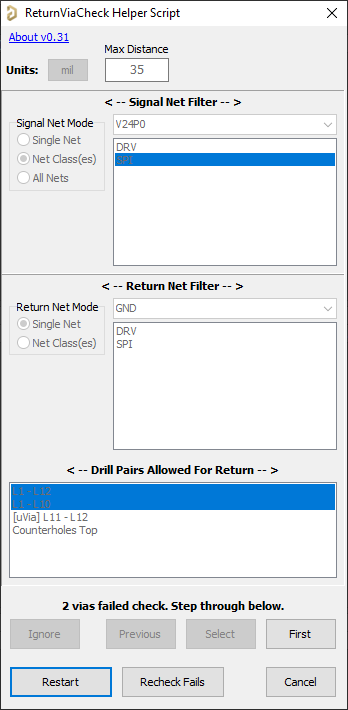 ReturnViaCheck Helper Script
About v0.31
Max Distance
Units: mil 35
< -- Signal Net Filter -- >
Signal Net Mode
V24P0
Single Net
Net Class(es)
All Nets
DRV
SPI
< -- Return Net Filter -- >
Return Net Mode
GND
Single Net
Net Class(es)
DRV
SPI
< -- Drill Pairs Allowed For Return -- >
L1 - L12
L1 - L10
[uVia] L11 - L12
Counterholes Top
2 vias failed check. Step through below.
Ignore Previous Select First
Restart Recheck Fails Cancel